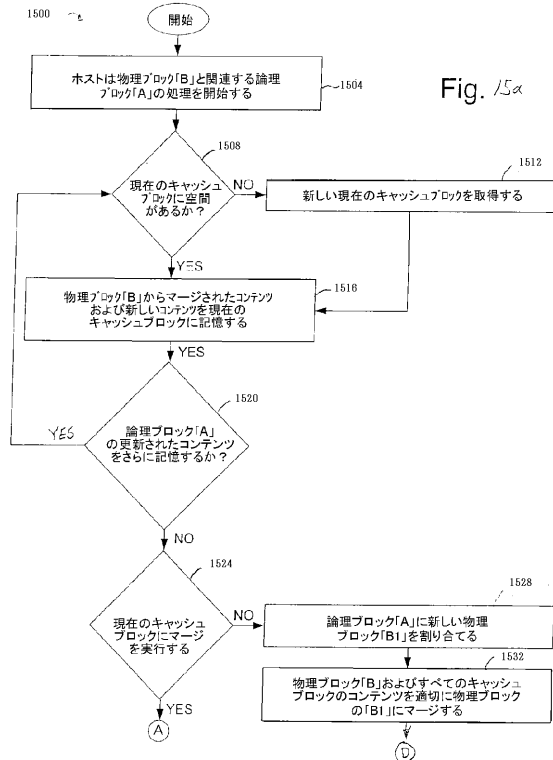 1500
開始
ホストは物理ブロック「B」と関連する論理
ブロック「A」の処理を開始する
1504
Fig. 15a
1508
現在のキャッシュ
ブロックに空間
があるか?
NO
1512
新しい現在のキャッシュブロックを取得する
YES
物理ブロック「B」からマージされたコンテンツ
および新しいコンテンツを現在の
キャッシュブロックに記憶する
1516
YES
1520
論理ブロック「A」
の更新されたコンテンツ
をさらに記憶するか?
YES
NO
1524
現在のキャッシュ
ブロックにマージ
を実行する
NO
1528
論理ブロック「A」に新しい物理
ブロック「B1」を割り合てる
1532
物理ブロック「B」およびすべてのキャッシュ
ブロックのコンテンツを適切に物理ブロック
の「B1」にマージする
YES
A
D